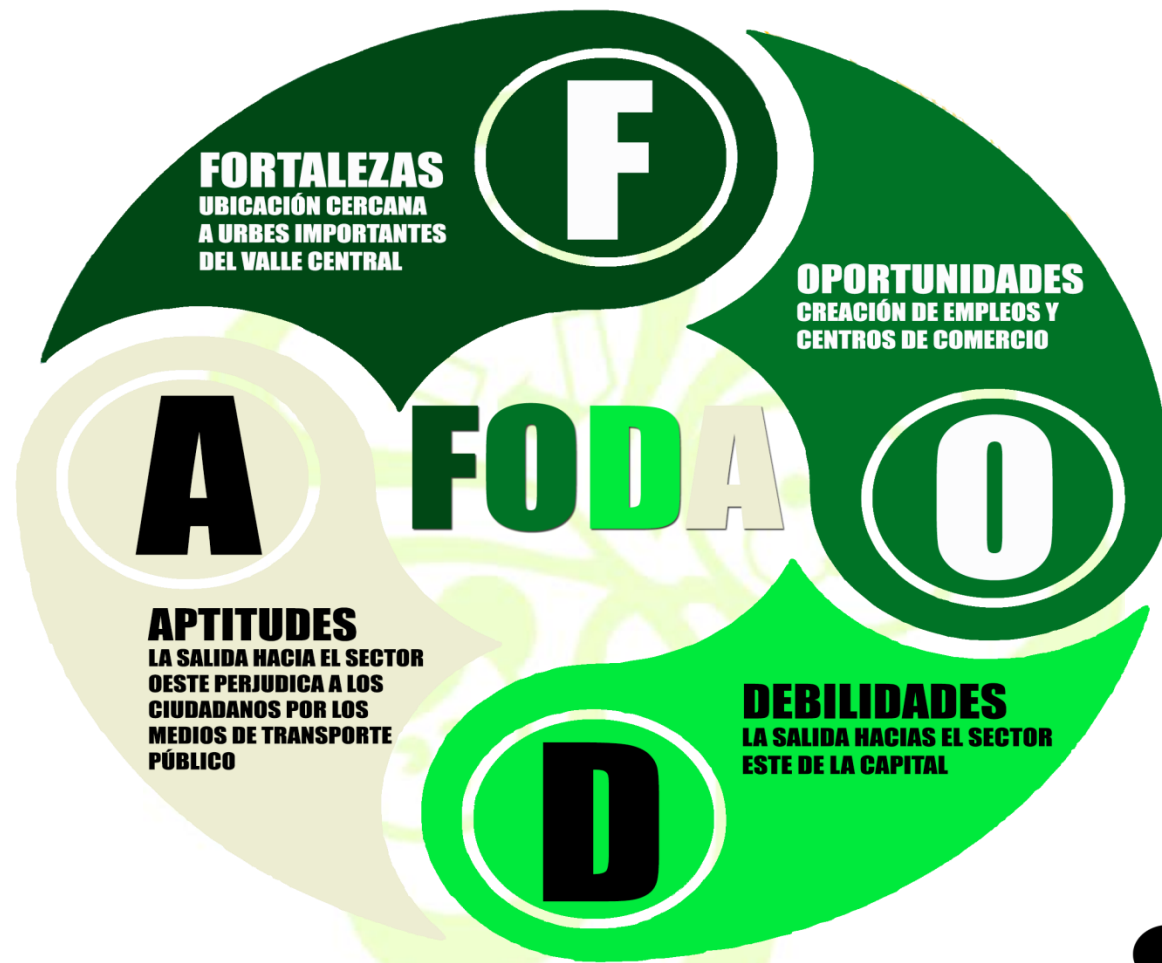 F
FORTALEZAS
UBICACIÓN CERCANA
A URBES IMPORTANTES
DEL VALLE CENTRAL
OPORTUNIDADES
CREACIÓN DE EMPLEOS Y
CENTROS DE COMERCIO
O
A
FODA
APTITUDES
LA SALIDA HACIA EL SECTOR
OESTE PERJUDICA A LOS
CIUDADANOS POR LOS
MEDIOS DE TRANSPORTE
PÚBLICO
DEBILIDADES
LA SALIDA HACIAS EL SECTOR
ESTE DE LA CAPITAL
D